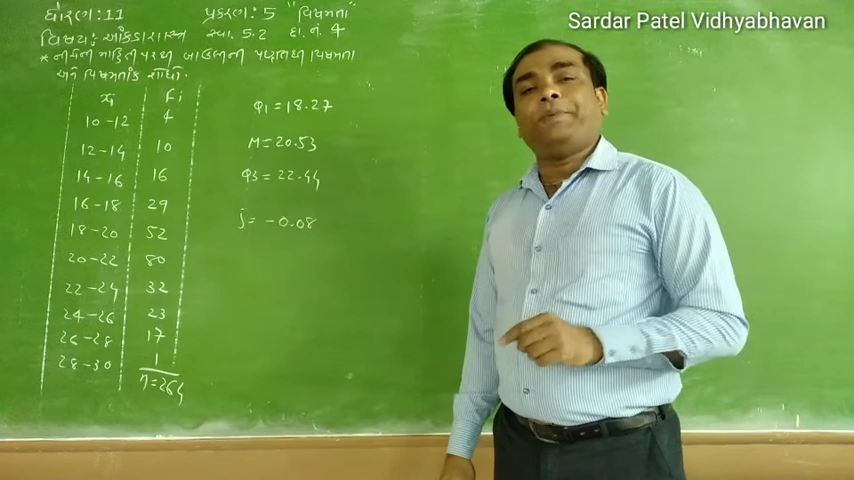 Sardar Patel Vidhyabhavan
ધોરણ: 11 પ્રકરણ: 5 "વિષમતા"
વિષય: આંકડાશાસ્ત્ર સ્વા. 5.2 દા. નં. 4
* નીચેની માહિતી પરથી બાઉલીની પદ્ધતિથી વિષમતા
અને વિષમતાંક શોધો.
xi fi
10-12 4
12-14 10
14-16 16
16-18 29
18-20 52
20-22 80
22-24 32
24-26 23
26-28 17
28-30 1
n=264
Q1 = 18.27
M = 20.53
Q3 = 22.44
j = -0.08